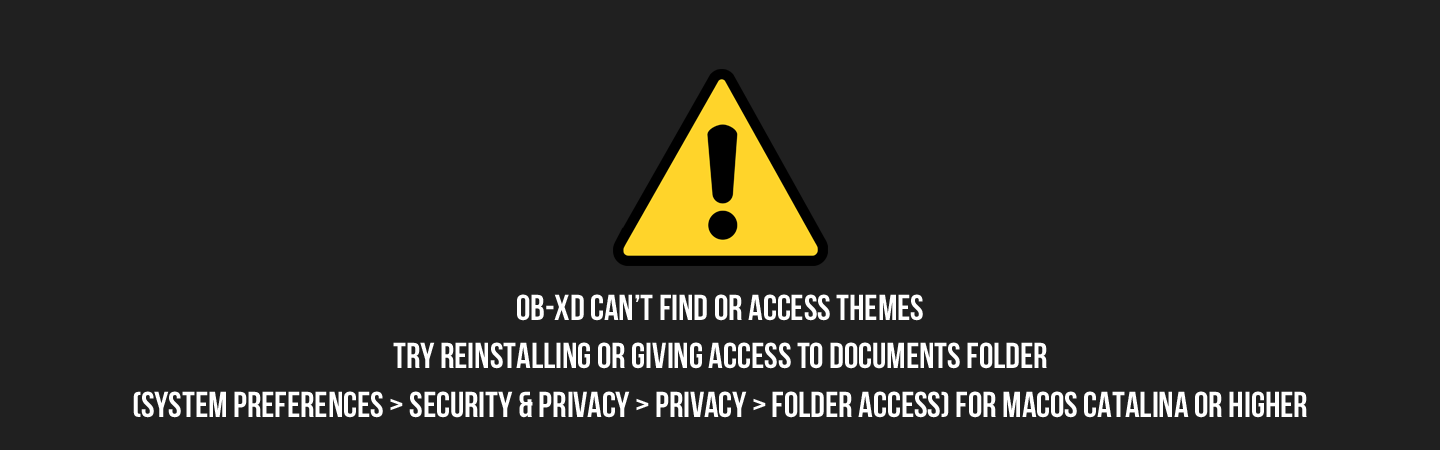 OB-XD CAN’T FIND OR ACCESS THEMES
TRY REINSTALLING OR GIVING ACCESS TO DOCUMENTS FOLDER
(SYSTEM PREFERENCES > SECURITY & PRIVACY > PRIVACY > FOLDER ACCESS) FOR MACOS CATALINA OR HIGHER